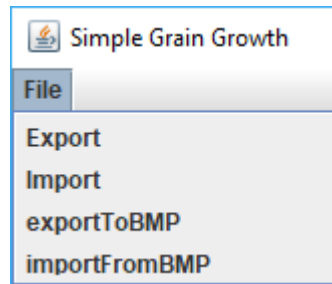 Simple Grain Growth
File
Export
Import
exportToBMP
importFromBMP